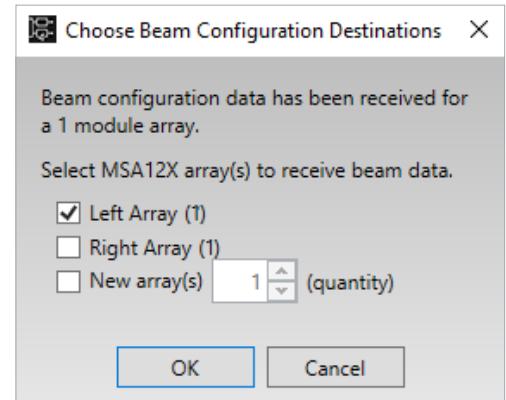 Choose Beam Configuration Destinations
Beam configuration data has been received for
a 1 module array.
Select MSA12X array(s) to receive beam data.
Left Array (1)
Right Array (1)
New array(s) 1 (quantity)
OK Cancel